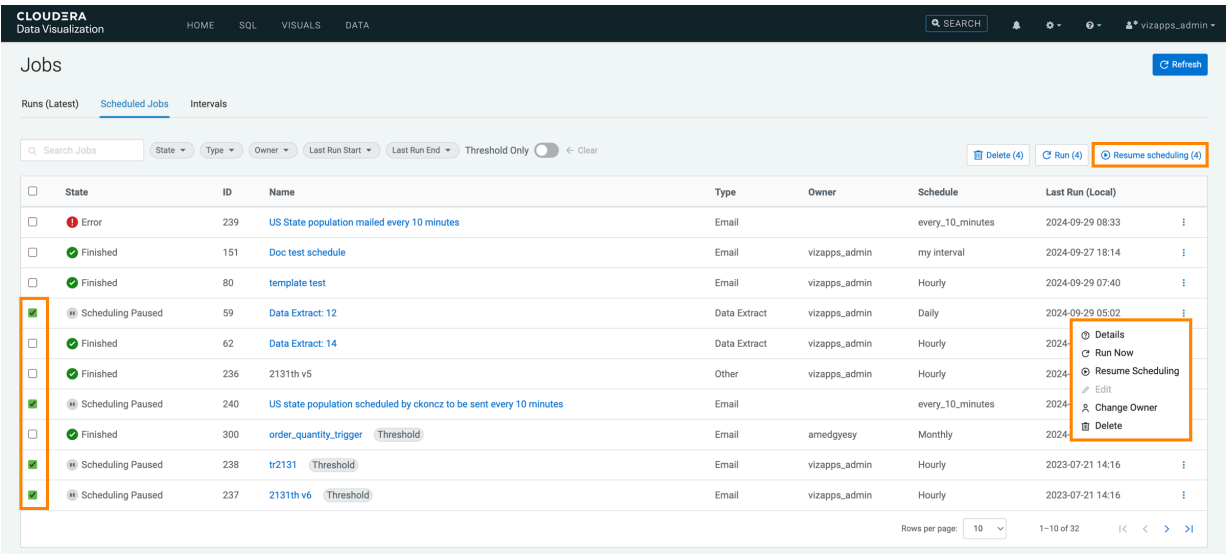 CLOUDERA
Data Visualization
HOME SQL VISUALS DATA SEARCH vizapps_admin
Jobs
Refresh
Runs (Latest) Scheduled Jobs Intervals
Search Jobs State Type Owner Last Run Start Last Run End Threshold Only Clear
Delete (4) Run (4) Resume scheduling (4)
State ID Name Type Owner Schedule Last Run (Local)
Error 239 US State population mailed every 10 minutes Email every_10_minutes 2024-09-29 08:33
Finished 151 Doc test schedule Email vizapps_admin my interval 2024-09-27 18:14
Finished 80 template test Email vizapps_admin Hourly 2024-09-29 07:40
Scheduling Paused 59 Data Extract: 12 Data Extract vizapps_admin Daily 2024-09-29 05:02
Finished 62 Data Extract: 14 Data Extract vizapps_admin Hourly 2024-
Finished 236 2131th v5 Other vizapps_admin Hourly 2024-
Scheduling Paused 240 US state population scheduled by ckoncz to be sent every 10 minutes Email every_10_minutes 2024-
Finished 300 order_quantity_trigger Threshold Email amedgyesy Monthly 2024-
Details
Run Now
Resume Scheduling
Edit
Change Owner
Delete
Scheduling Paused 238 tr2131 Threshold Email vizapps_admin Hourly 2023-07-21 14:16
Scheduling Paused 237 2131th v6 Threshold Email vizapps_admin Hourly 2023-07-21 14:16
Rows per page: 10 1–10 of 32